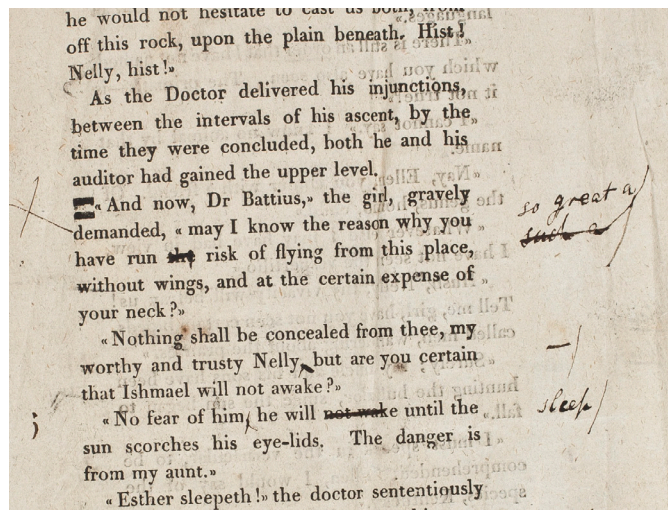 he would not hesitate to cast us both, from
off this rock, upon the plain beneath. Hist!
Nelly, hist!»
As the Doctor delivered his injunctions,
between the intervals of his ascent, by the
time they were concluded, both he and his
auditor had gained the upper level.
« And now, Dr Battius,» the girl, gravely
demanded, « may I know the reason why you
have run the risk of flying from this place,
without wings, and at the certain expense of
your neck?»
« Nothing shall be concealed from thee, my
worthy and trusty Nelly, but are you certain
that Ishmael will not awake?»
« No fear of him, he will not wake until the
sun scorches his eye-lids. The danger is
from my aunt.»
« Esther sleepeth!» the doctor sententiously
so great a
such a
—
sleep
;